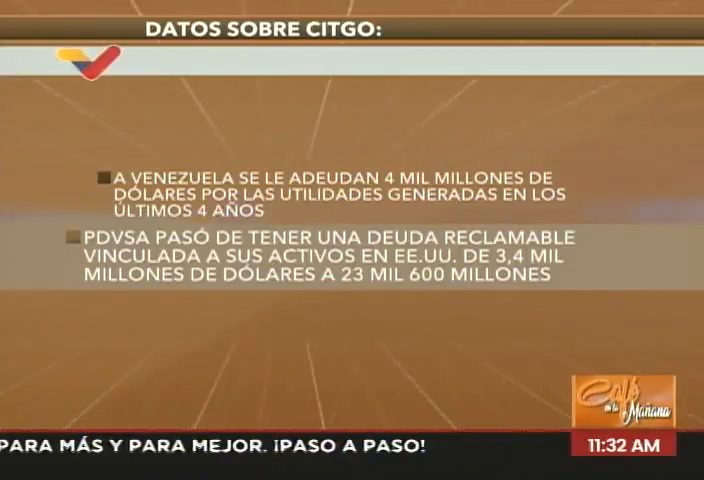 DATOS SOBRE CITGO:
A VENEZUELA SE LE ADEUDAN 4 MIL MILLONES DE
DÓLARES POR LAS UTILIDADES GENERADAS EN LOS
ÚLTIMOS 4 AÑOS
PDVSA PASÓ DE TENER UNA DEUDA RECLAMABLE
VINCULADA A SUS ACTIVOS EN EE.UU. DE 3,4 MIL
MILLONES DE DÓLARES A 23 MIL 600 MILLONES
Café
en la
Mañana
PARA MÁS Y PARA MEJOR. ¡PASO A PASO!
11:32 AM